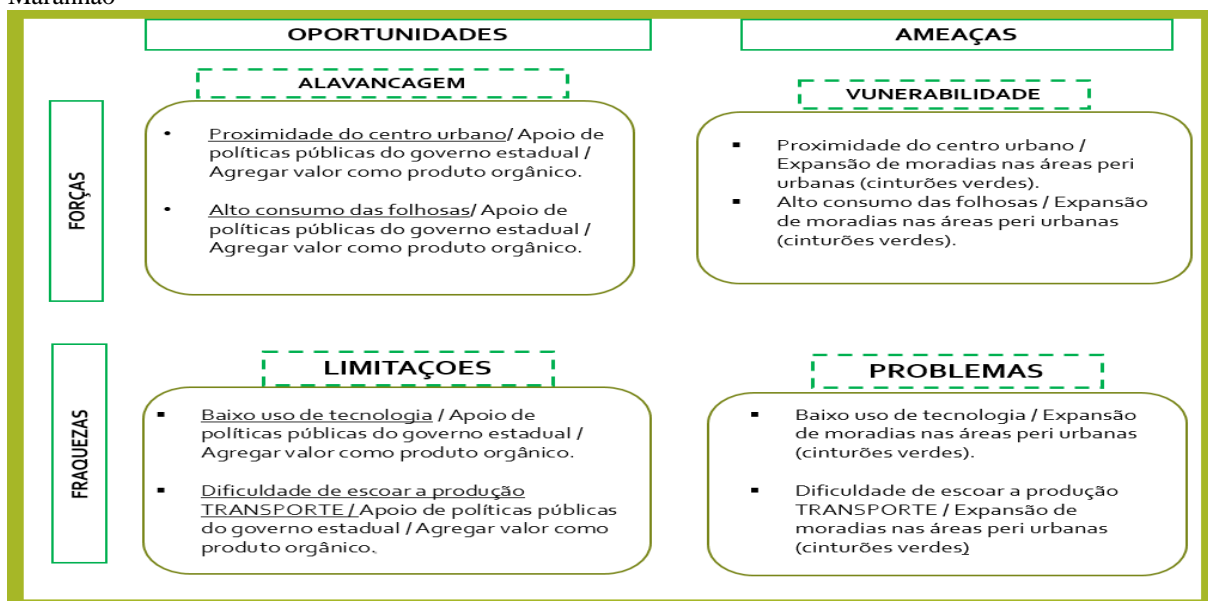 Maranhão
OPORTUNIDADES
AMEAÇAS
ALAVANCAGEM
VUNERABILIDADE
FORÇAS
• Proximidade do centro urbano/ Apoio de
políticas públicas do governo estadual /
Agregar valor como produto orgânico.
• Alto consumo das folhosas/ Apoio de
políticas públicas do governo estadual /
Agregar valor como produto orgânico.
▪ Proximidade do centro urbano /
Expansão de moradias nas áreas peri
urbanas (cinturões verdes).
▪ Alto consumo das folhosas / Expansão
de moradias nas áreas peri urbanas
(cinturões verdes).
LIMITAÇOES
PROBLEMAS
FRAQUEZAS
▪ Baixo uso de tecnologia / Apoio de
políticas públicas do governo estadual /
Agregar valor como produto orgânico.
▪ Dificuldade de escoar a produção
TRANSPORTE / Apoio de políticas públicas
do governo estadual / Agregar valor como
produto orgânico.
▪ Baixo uso de tecnologia / Expansão
de moradias nas áreas peri urbanas
(cinturões verdes).
▪ Dificuldade de escoar a produção
TRANSPORTE / Expansão de
moradias nas áreas peri urbanas
(cinturões verdes)